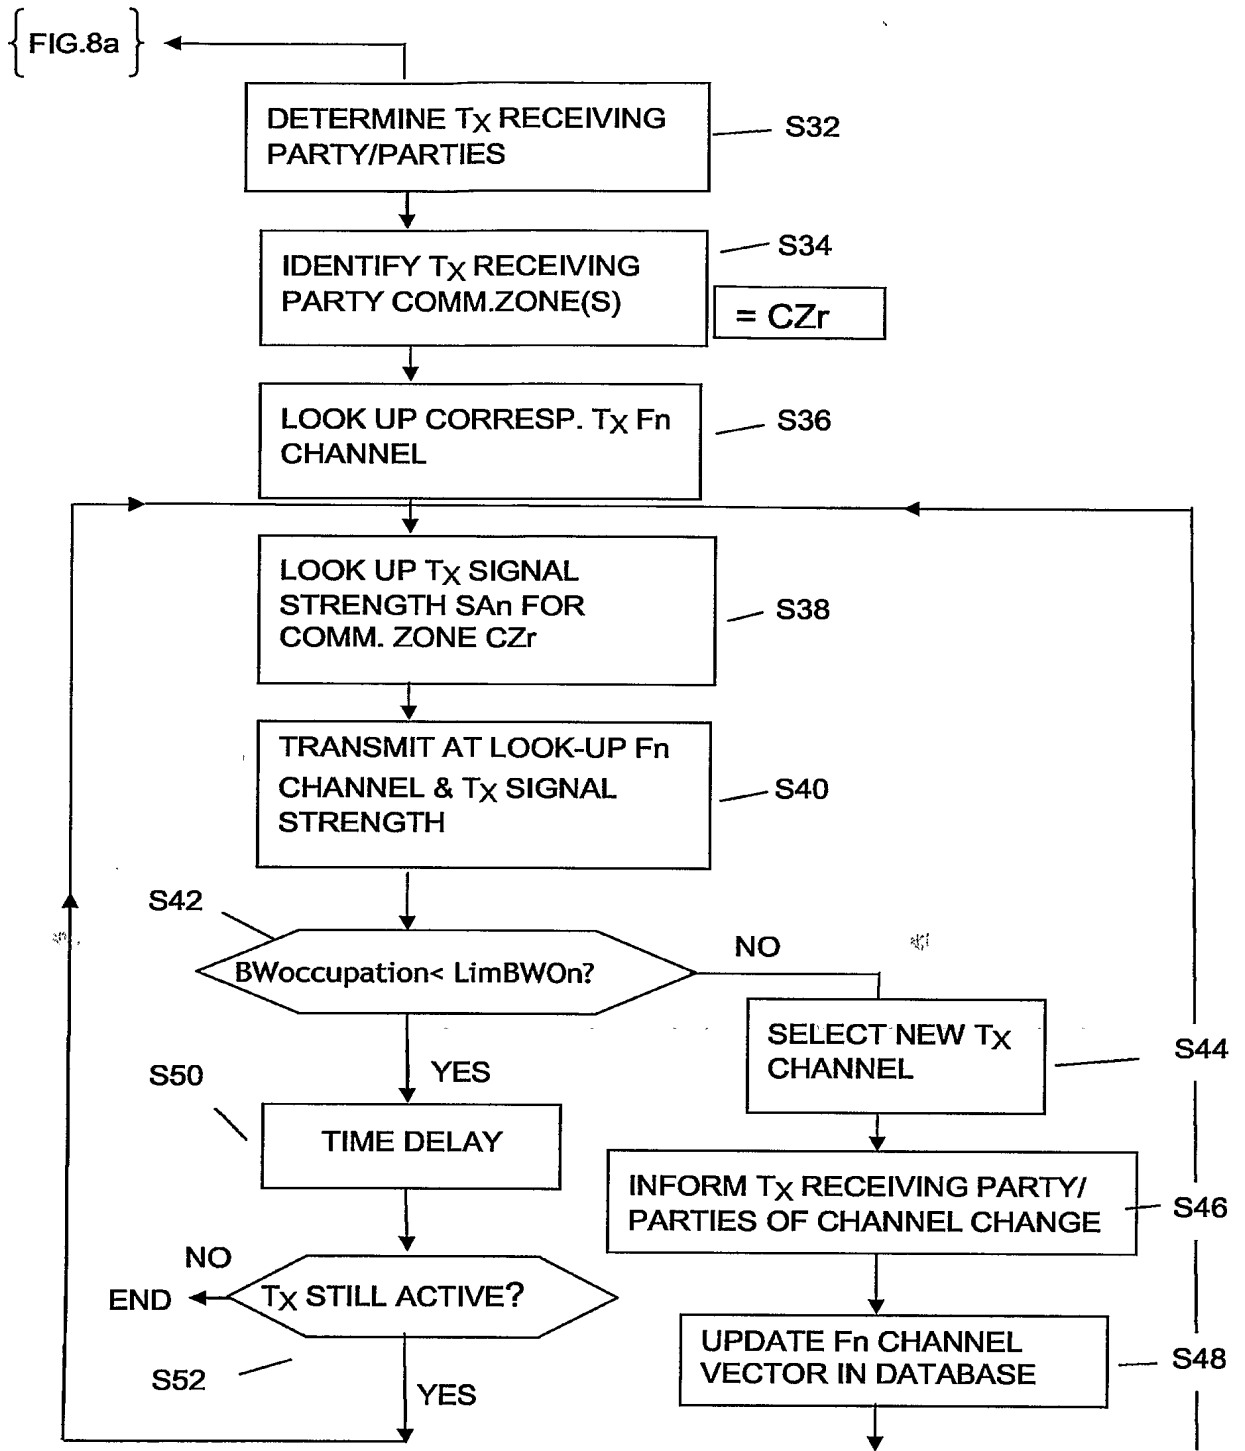 {FIG.8a}
DETERMINE TX RECEIVING
PARTY/PARTIES
S32
IDENTIFY TX RECEIVING
PARTY COMM.ZONE(S)
S34
= CZr
LOOK UP CORRESP. TX Fn
CHANNEL
S36
LOOK UP TX SIGNAL
STRENGTH SAn FOR
COMM. ZONE CZr
S38
TRANSMIT AT LOOK-UP Fn
CHANNEL & TX SIGNAL
STRENGTH
S40
S42
BWoccupation< LimBWOn?
NO
SELECT NEW TX
CHANNEL
S44
YES
S50
TIME DELAY
INFORM TX RECEIVING PARTY/
PARTIES OF CHANNEL CHANGE
S46
NO
END
TX STILL ACTIVE?
S52
YES
UPDATE Fn CHANNEL
VECTOR IN DATABASE
S48